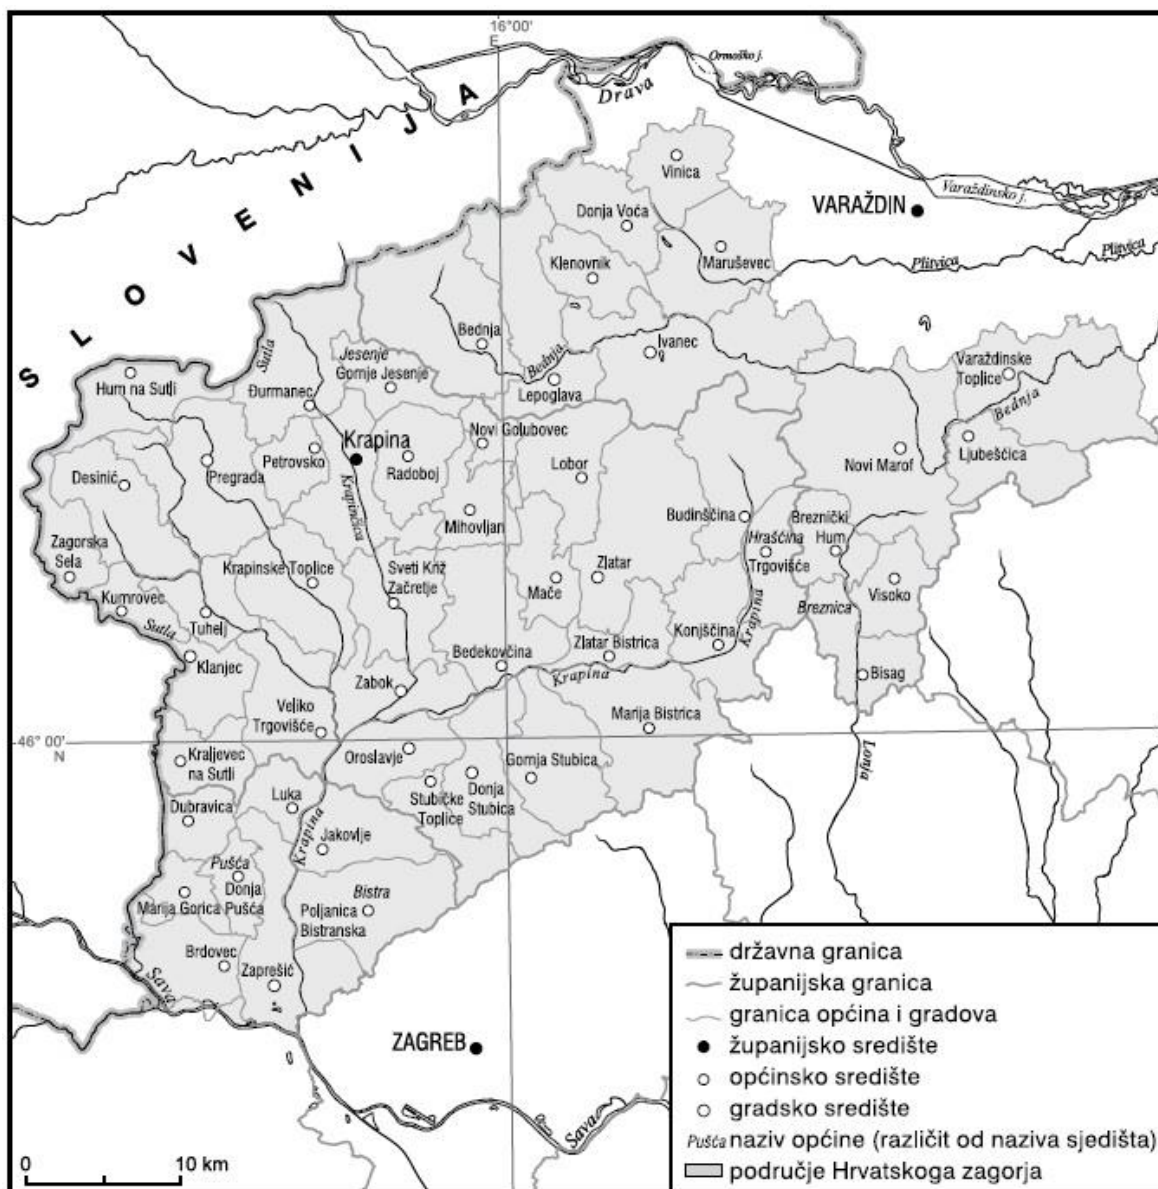 16°00'
E
Ormoško j.
Drava
SLOVENIJA
Vinica
VARAŽDIN
Varaždinsko j.
Donja Voća
Maruševec
Plitvica
Plitvica
Klenovnik
Bednja
Ivanec
Sutla
Jesenje
Gornje Jesenje
Bednja
Varaždinske
Toplice
Hum na Sutli
Đurmanec
Lepoglava
Bednja
Novi Golubovec
Krapina
Petrovsko
Radoboj
Lobor
Novi Marof
Ljubešćica
Pregrada
Desinić
Krapinčica
Mihovljan
Budinščina
Breznički
Hum
Hrašćina
Trgovišće
Zagorska
Sela
Krapinske Toplice
Sveti Križ
Začretje
Mače
Zlatar
Visoko
Kumrovec
Breznica
Sutla
Tuhelj
Krapina
Konjščina
Zlatar Bistrica
Bedekovčina
Klanjec
Krapina
Bisag
Zabok
Veliko
Trgovišće
Marija Bistrica
46° 00'
N
Oroslavje
Gornja Stubica
Lonja
Kraljevec
na Sutli
Stubičke
Toplice
Donja
Stubica
Luka
Dubravica
Krapina
Jakovlje
Pušća
Donja
Pušća
Bistra
Marija Gorica
Poljanica
Bistranska
Brdovec
Zaprešić
Sava
ZAGREB
Sava
državna granica
županijska granica
granica općina i gradova
županijsko središte
općinsko središte
gradsko središte
Pušća naziv općine (različit od naziva sjedišta)
područje Hrvatskoga zagorja
0 10 km